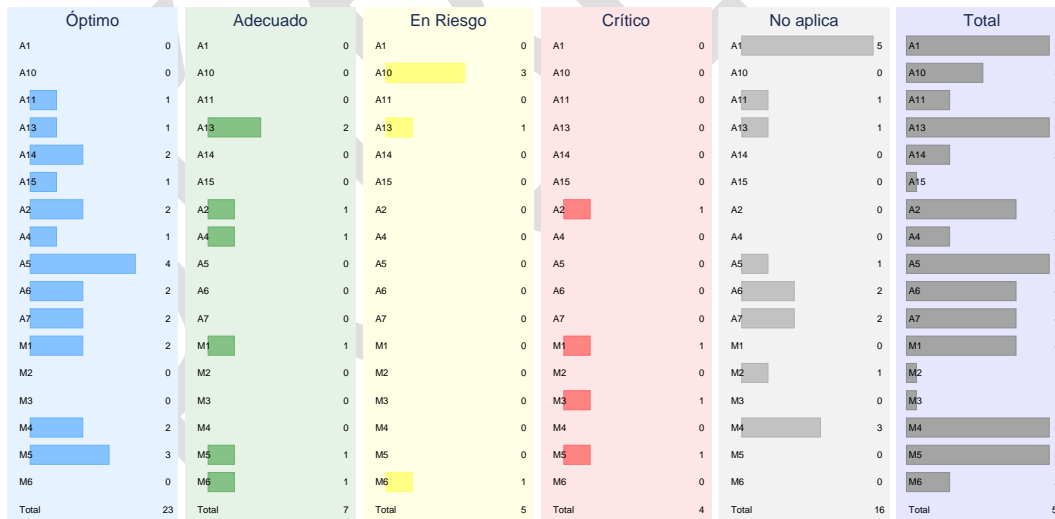 Óptimo Adecuado En Riesgo Crítico No aplica Total
A1 0 A1 0 A1 0 A1 0 A1 5 A1
A10 0 A10 0 A10 3 A10 0 A10 0 A10
A11 1 A11 0 A11 0 A11 0 A11 1 A11
A13 1 A13 2 A13 1 A13 0 A13 1 A13
A14 2 A14 0 A14 0 A14 0 A14 0 A14
A15 1 A15 0 A15 0 A15 0 A15 0 A15
A2 2 A2 1 A2 0 A2 1 A2 0 A2
A4 1 A4 1 A4 0 A4 0 A4 0 A4
A5 4 A5 0 A5 0 A5 0 A5 1 A5
A6 2 A6 0 A6 0 A6 0 A6 2 A6
A7 2 A7 0 A7 0 A7 0 A7 2 A7
M1 2 M1 1 M1 0 M1 1 M1 0 M1
M2 0 M2 0 M2 0 M2 0 M2 1 M2
M3 0 M3 0 M3 0 M3 1 M3 0 M3
M4 2 M4 0 M4 0 M4 0 M4 3 M4
M5 3 M5 1 M5 0 M5 1 M5 0 M5
M6 0 M6 1 M6 1 M6 0 M6 0 M6
Total 23 Total 7 Total 5 Total 4 Total 16 Total 5